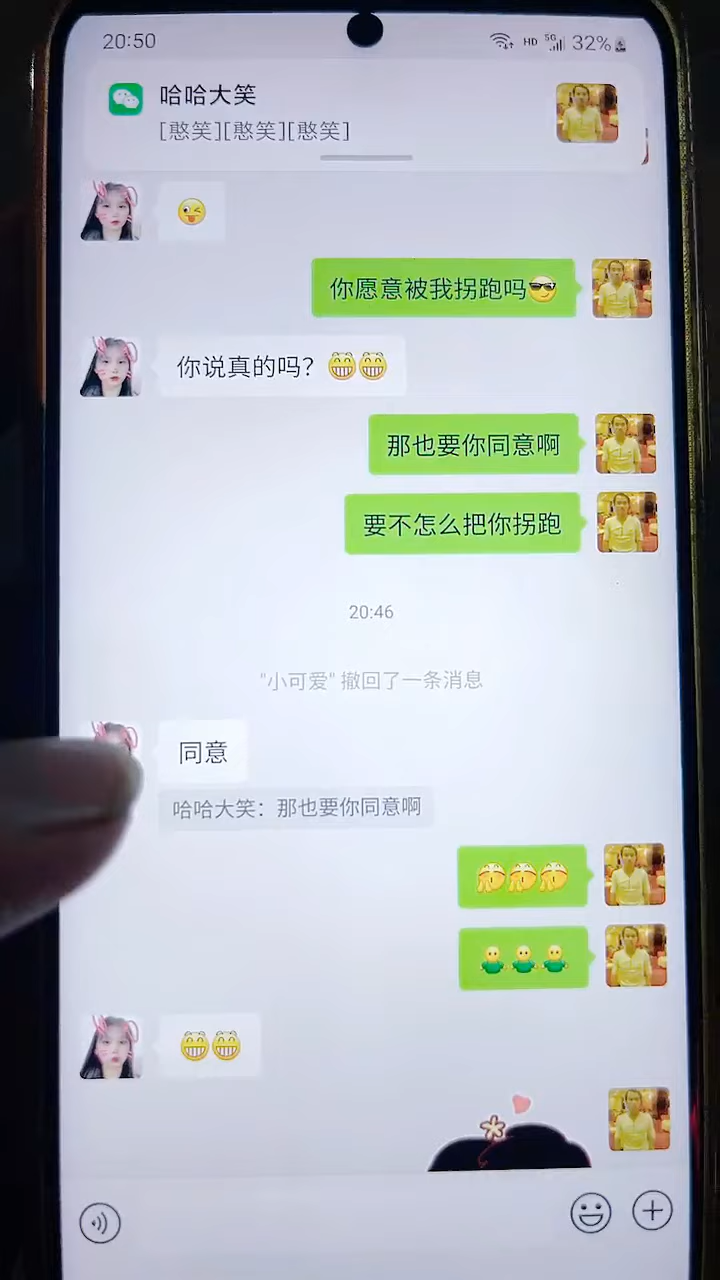 20:50
HD 5G 32%
哈哈大笑
[憨笑][憨笑][憨笑]
你愿意被我拐跑吗
你说真的吗？
那也要你同意啊
要不怎么把你拐跑
20:46
"小可爱" 撤回了一条消息
同意
哈哈大笑：那也要你同意啊